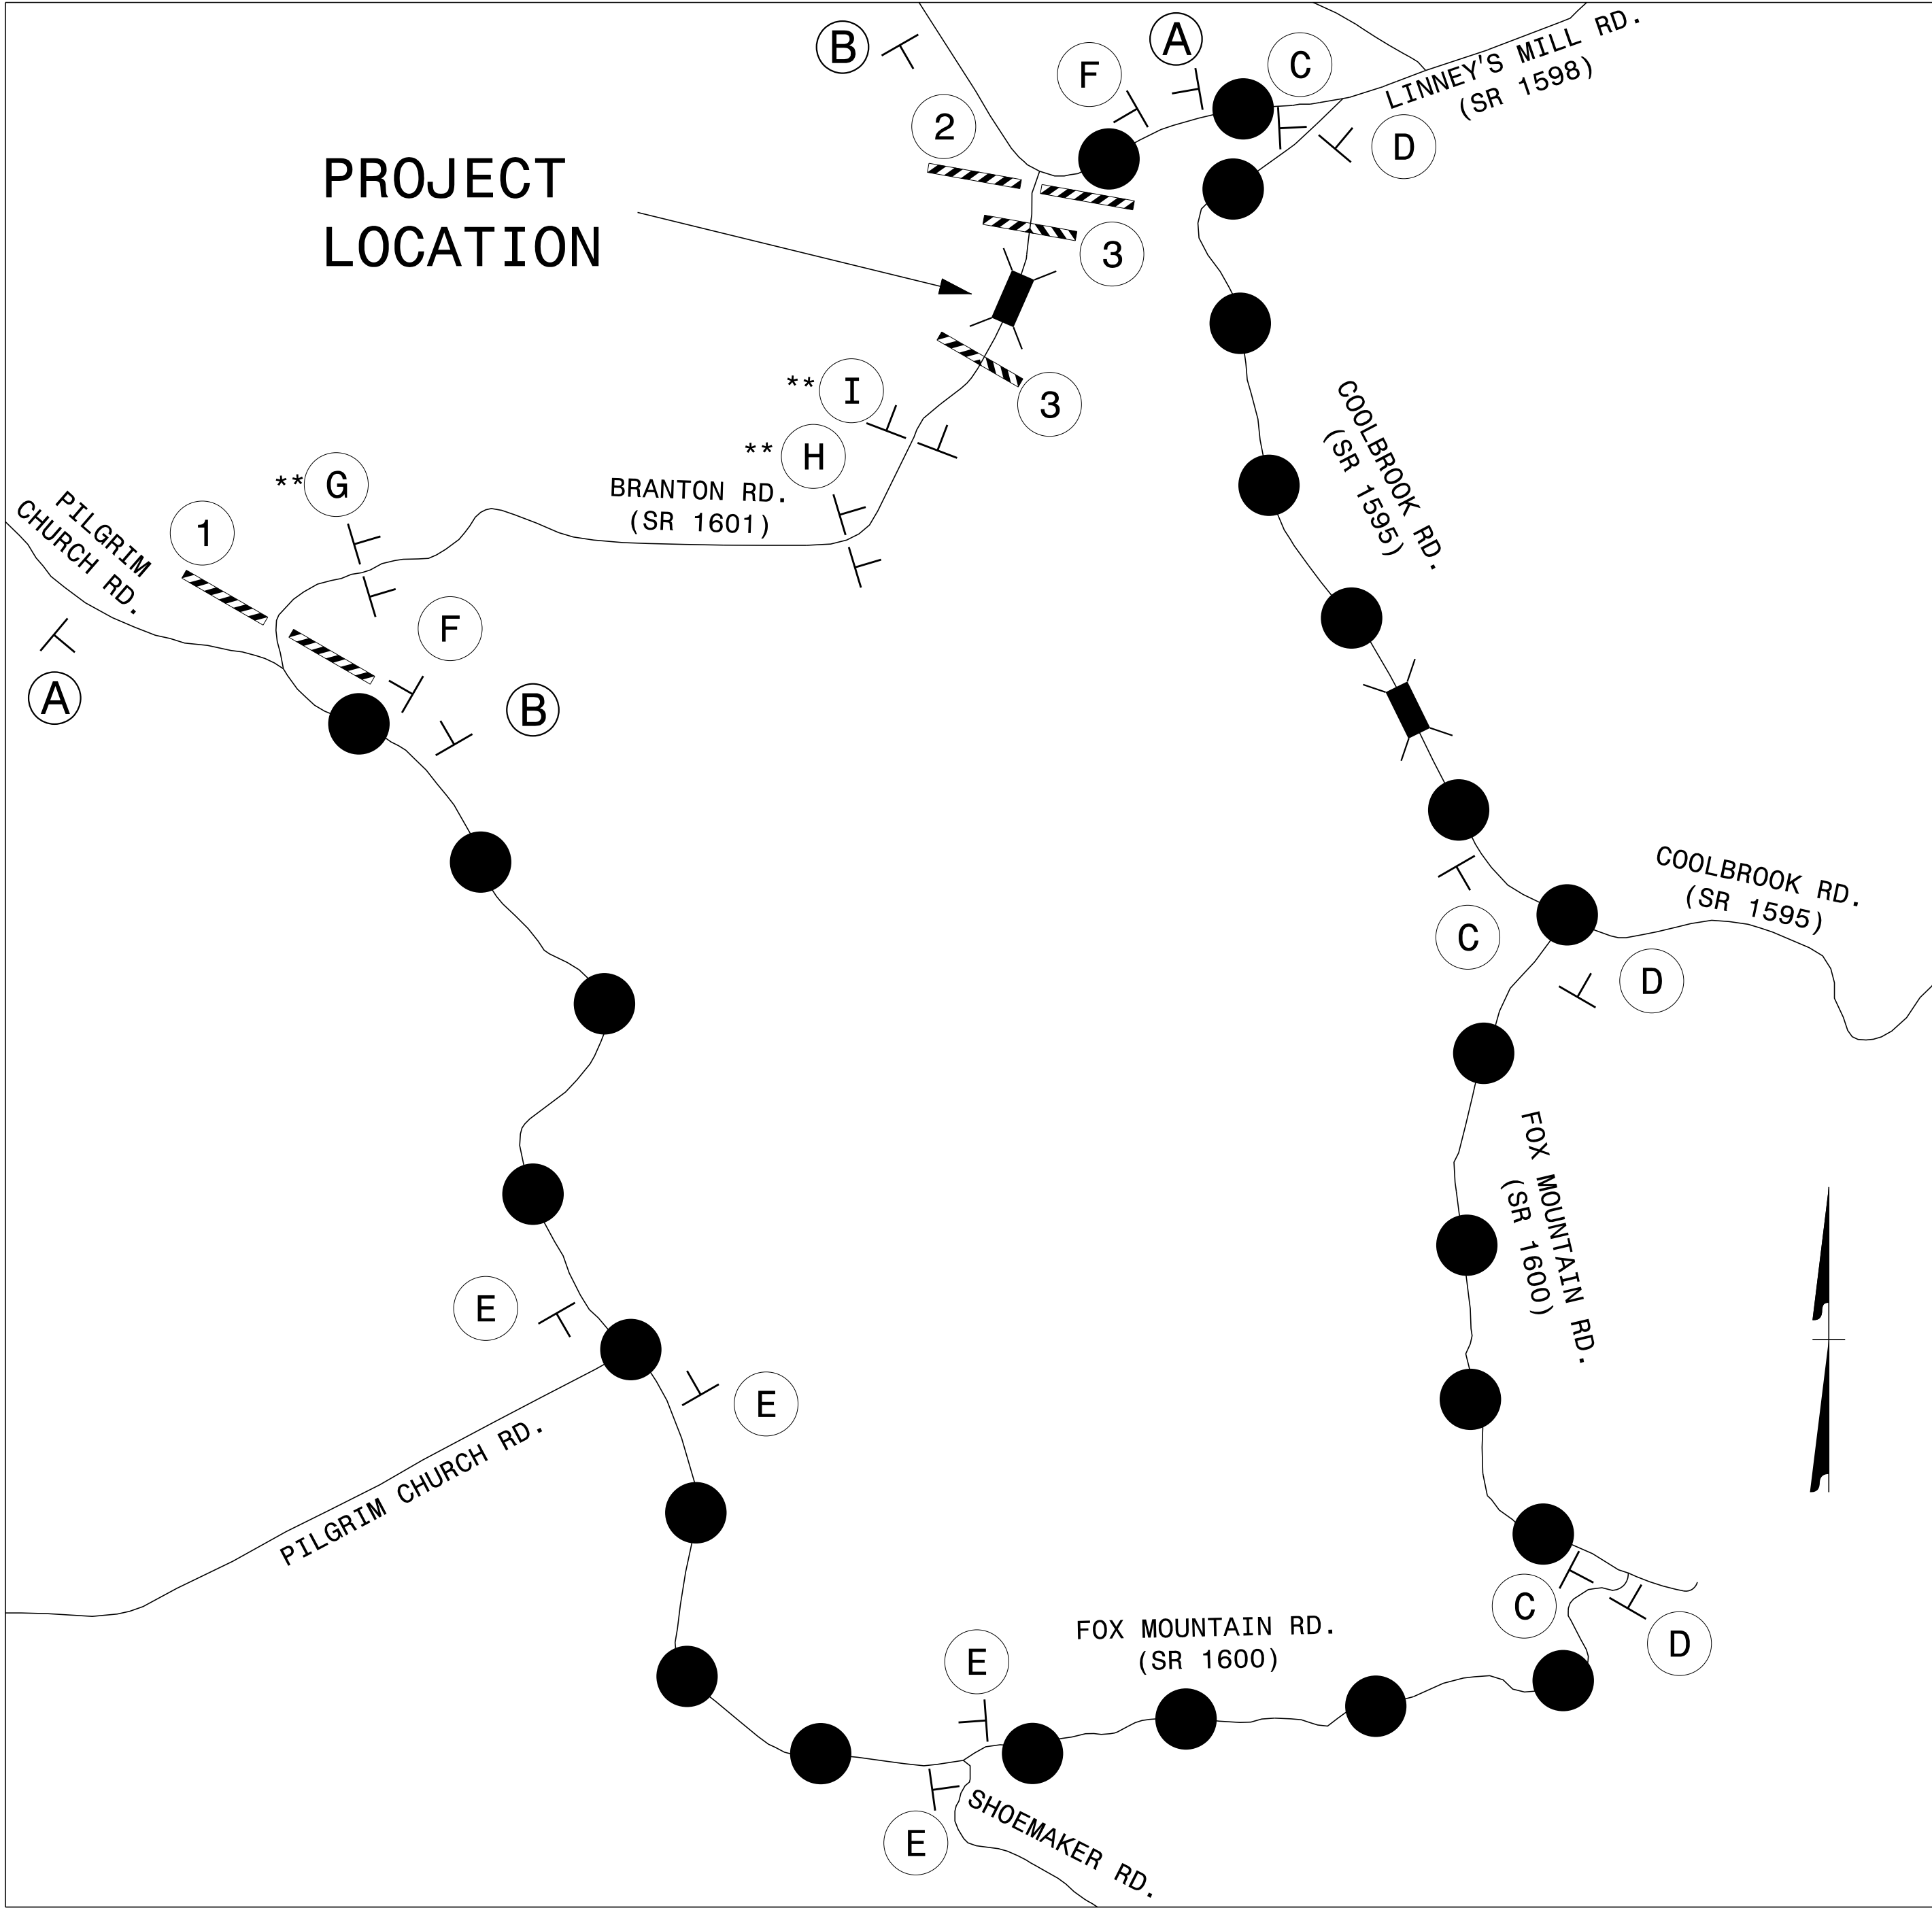 B
A
F
C
LINNEY'S MILL RD.
(SR 1598)
2
D
PROJECT
LOCATION
3
3
** I
** H
** G
BRANTON RD.
(SR 1601)
COOLBROOK RD.
(SR 1595)
PILGRIM
CHURCH RD.
1
F
A
B
COOLBROOK RD.
(SR 1595)
C
D
FOX MOUNTAIN RD.
(SR 1600)
E
E
PILGRIM CHURCH RD.
C
D
FOX MOUNTAIN RD.
(SR 1600)
E
E
SHOEMAKER RD.